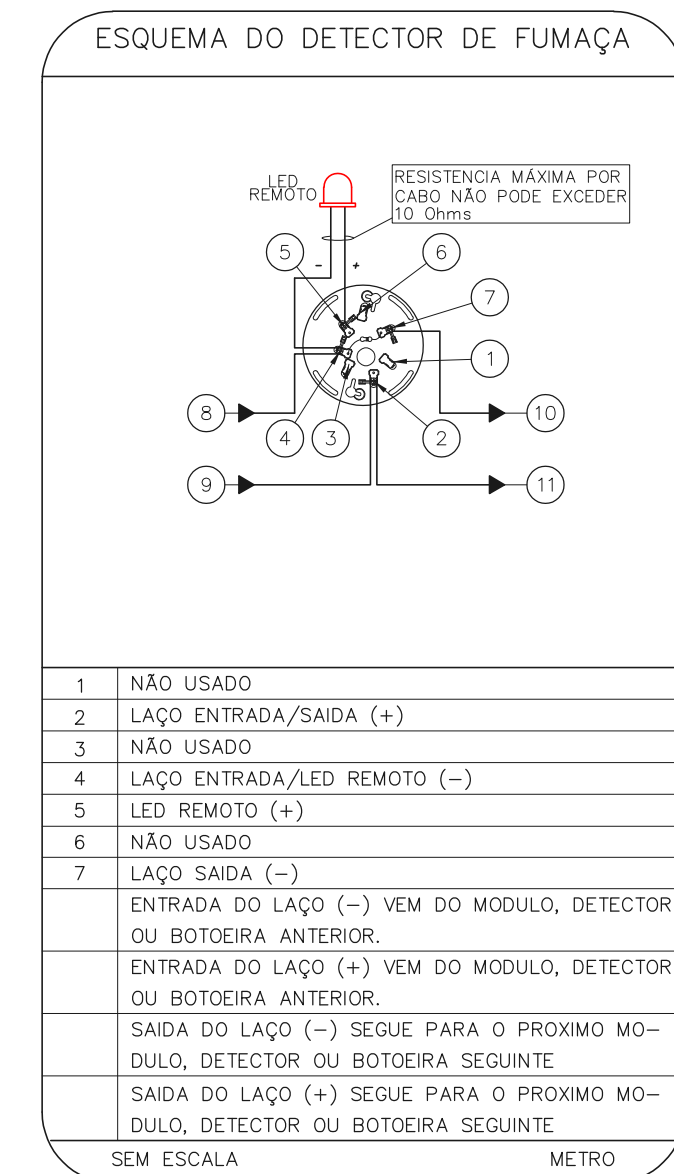 ESQUEMA DO DETECTOR DE FUMAÇA
LED
REMOTO
RESISTENCIA MÁXIMA POR
CABO NÃO PODE EXCEDER
10 Ohms
5
6
- +
7
1
8
10
4
3
2
9
11
1 NÃO USADO
2 LAÇO ENTRADA/SAIDA (+)
3 NÃO USADO
4 LAÇO ENTRADA/LED REMOTO (-)
5 LED REMOTO (+)
6 NÃO USADO
7 LAÇO SAIDA (-)
ENTRADA DO LAÇO (-) VEM DO MODULO, DETECTOR
OU BOTOEIRA ANTERIOR.
ENTRADA DO LAÇO (+) VEM DO MODULO, DETECTOR
OU BOTOEIRA ANTERIOR.
SAIDA DO LAÇO (-) SEGUE PARA O PROXIMO MO-
DULO, DETECTOR OU BOTOEIRA SEGUINTE
SAIDA DO LAÇO (+) SEGUE PARA O PROXIMO MO-
DULO, DETECTOR OU BOTOEIRA SEGUINTE
SEM ESCALA METRO